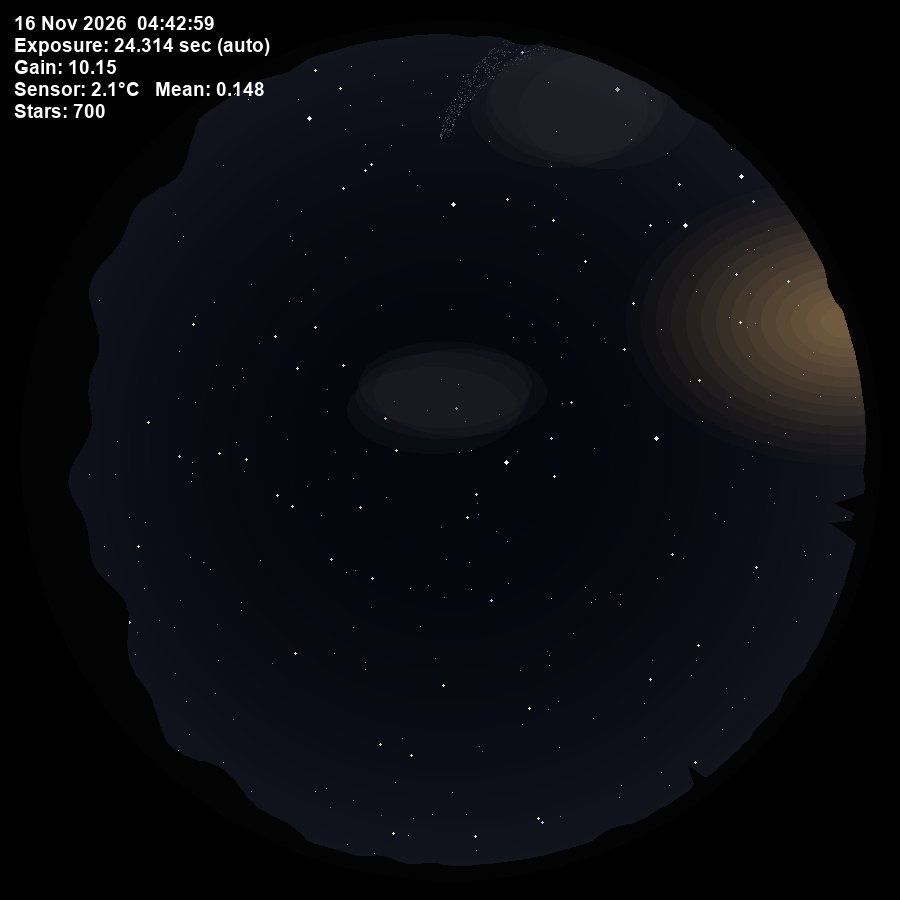 16 Nov 2026  04:42:59
Exposure: 24.314 sec (auto)
Gain: 10.15
Sensor: 2.1°C   Mean: 0.148
Stars: 700